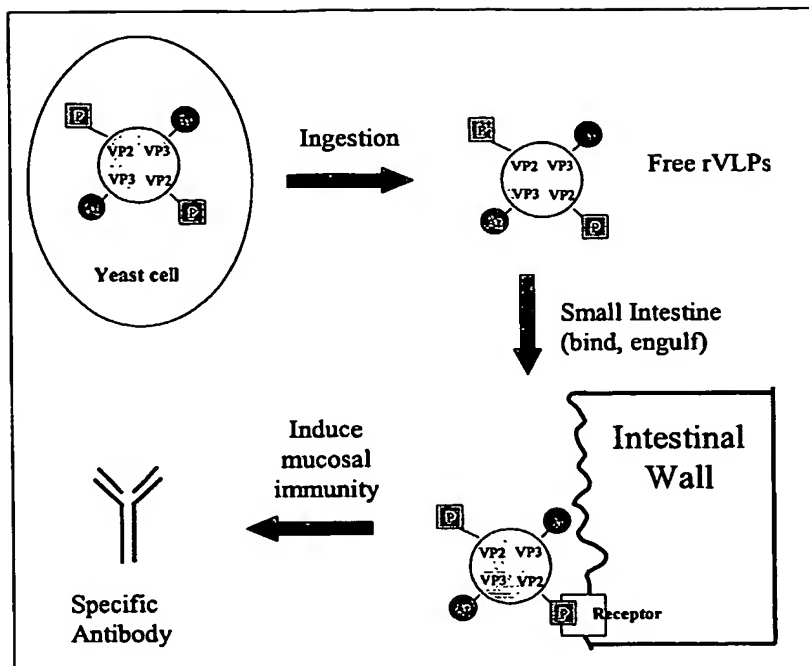 P
VP2 VP3
VP3 VP2
P
Yeast cell
Ingestion
P
VP2 VP3
VP3 VP2
P
Free rVLPs
Small Intestine
(bind, engulf)
Intestinal
Wall
Induce
mucosal
immunity
P
VP2 VP3
VP3 VP2
P
Receptor
Specific
Antibody